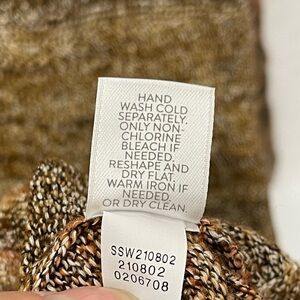 HAND
WASH COLD
SEPARATELY.
ONLY NON-
CHLORINE
BLEACH IF
NEEDED.
RESHAPE AND
DRY FLAT.
WARM IRON IF
NEEDED,
OR DRY CLEAN.
SSW210802
210802
0206708